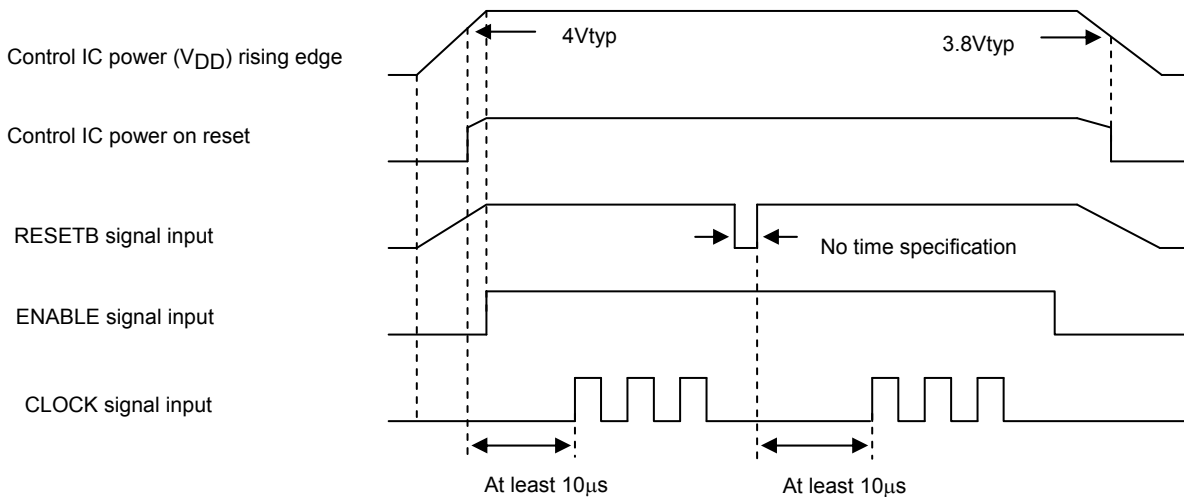 4Vtyp
3.8Vtyp
Control IC power (VDD) rising edge
Control IC power on reset
RESETB signal input
No time specification
ENABLE signal input
CLOCK signal input
At least 10μs
At least 10μs